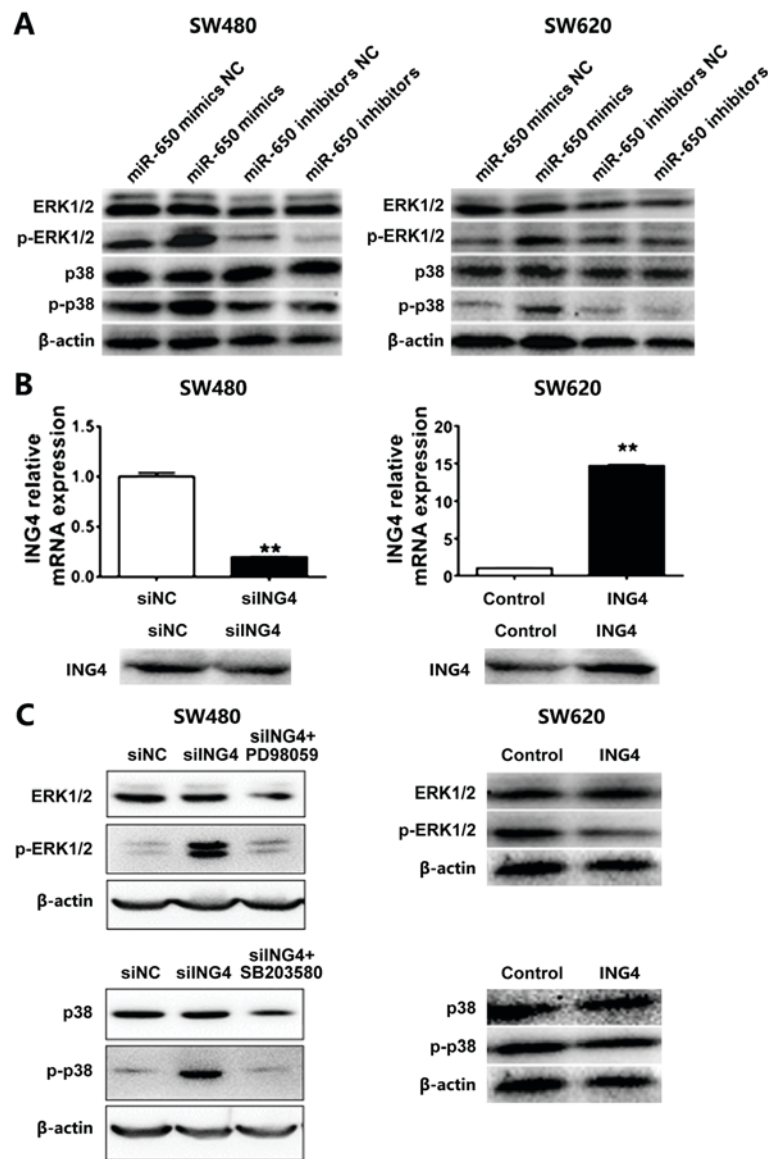 A
SW480
SW620
miR-650 mimics NC
miR-650 mimics
miR-650 inhibitors NC
miR-650 inhibitors
miR-650 mimics NC
miR-650 mimics
miR-650 inhibitors NC
miR-650 inhibitors
ERK1/2
p-ERK1/2
p38
p-p38
β-actin
ERK1/2
p-ERK1/2
p38
p-p38
β-actin
B
SW480
ING4 relative
mRNA expression
1.5
1.0
0.5
0.0
**
siNC siING4
siNC siING4
ING4
SW620
ING4 relative
mRNA expression
20
15
10
5
0
**
Control ING4
Control ING4
ING4
C
SW480
siNC siING4 siING4+
PD98059
ERK1/2
p-ERK1/2
β-actin
siNC siING4 siING4+
SB203580
p38
p-p38
β-actin
SW620
Control ING4
ERK1/2
p-ERK1/2
β-actin
Control ING4
p38
p-p38
β-actin